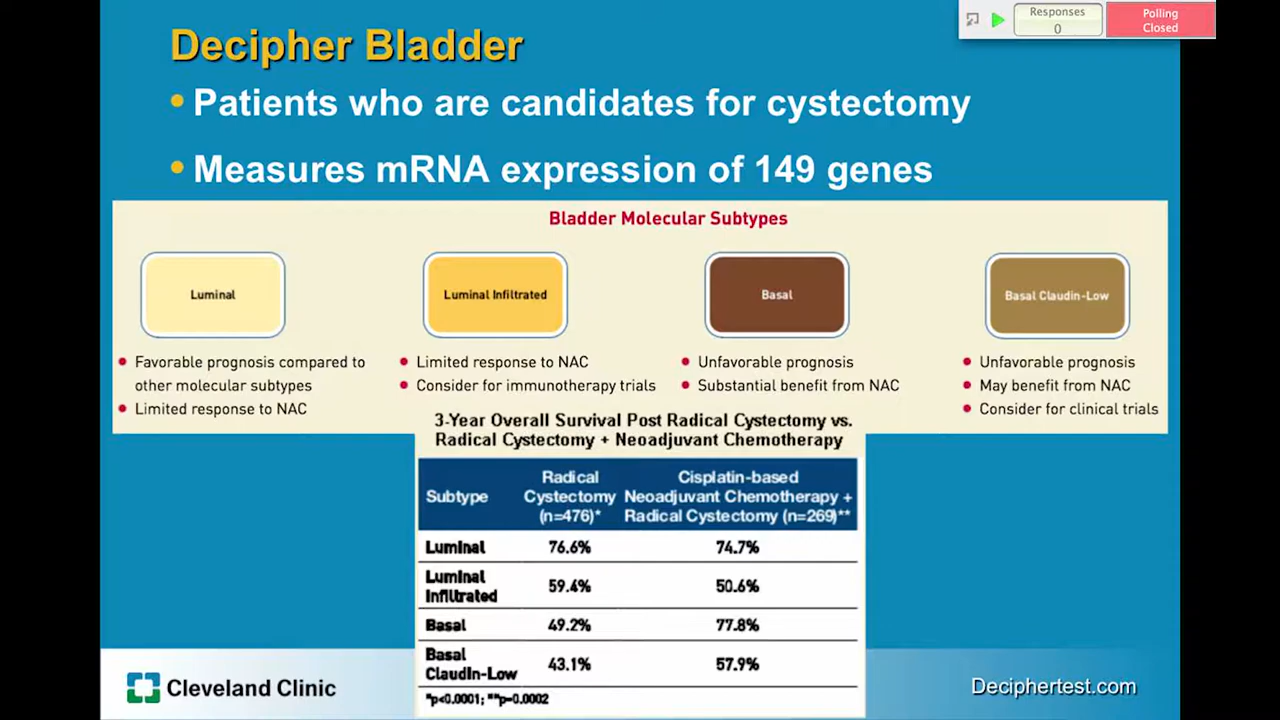 Responses
0
Polling
Closed
Decipher Bladder
• Patients who are candidates for cystectomy
• Measures mRNA expression of 149 genes
Bladder Molecular Subtypes
Luminal
Luminal Infiltrated
Basal
Basal Claudin-Low
• Favorable prognosis compared to
other molecular subtypes
• Limited response to NAC
• Limited response to NAC
• Consider for immunotherapy trials
• Unfavorable prognosis
• Substantial benefit from NAC
• Unfavorable prognosis
• May benefit from NAC
• Consider for clinical trials
3-Year Overall Survival Post Radical Cystectomy vs.
Radical Cystectomy + Neoadjuvant Chemotherapy
Subtype
Radical
Cystectomy
(n=476)*
Cisplatin-based
Neoadjuvant Chemotherapy +
Radical Cystectomy (n=269)**
Luminal 76.6% 74.7%
Luminal
Infiltrated 59.4% 50.6%
Basal 49.2% 77.8%
Basal
Claudin-Low 43.1% 57.9%
*p<0.0001; **p=0.0002
Cleveland Clinic
Deciphertest.com